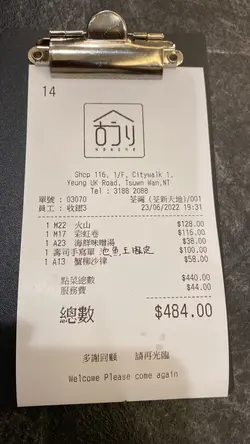 14
Shop 116, 1/F, Citywalk 1,
Yeung UK Road, Tsuwn Wan,NT
Tel : 3188 2088
單號 : 03070 荃灣 (荃新天地)/001
員工 : 收銀3 23/06/2022 19:31
1 M22 火山 $128.00
1 M17 彩虹卷 $116.00
1 A23 海鮮味噌湯 $38.00
1 壽司手寫單 $100.00
1 A13 蟹柳沙律 $58.00
點菜總數 $440.00
服務費 $44.00
總數 $484.00
多謝回顧 請再光臨
Welcome Please come again